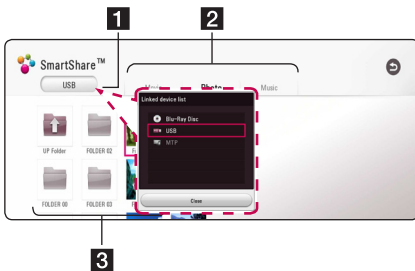 1
2
SmartShare™
USB
Movie Photo Music
Linked device list
Blu-Ray Disc
USB
MTP
Close
UP Folder
FOLDER 02
FOLDER 00
FOLDER 03
3